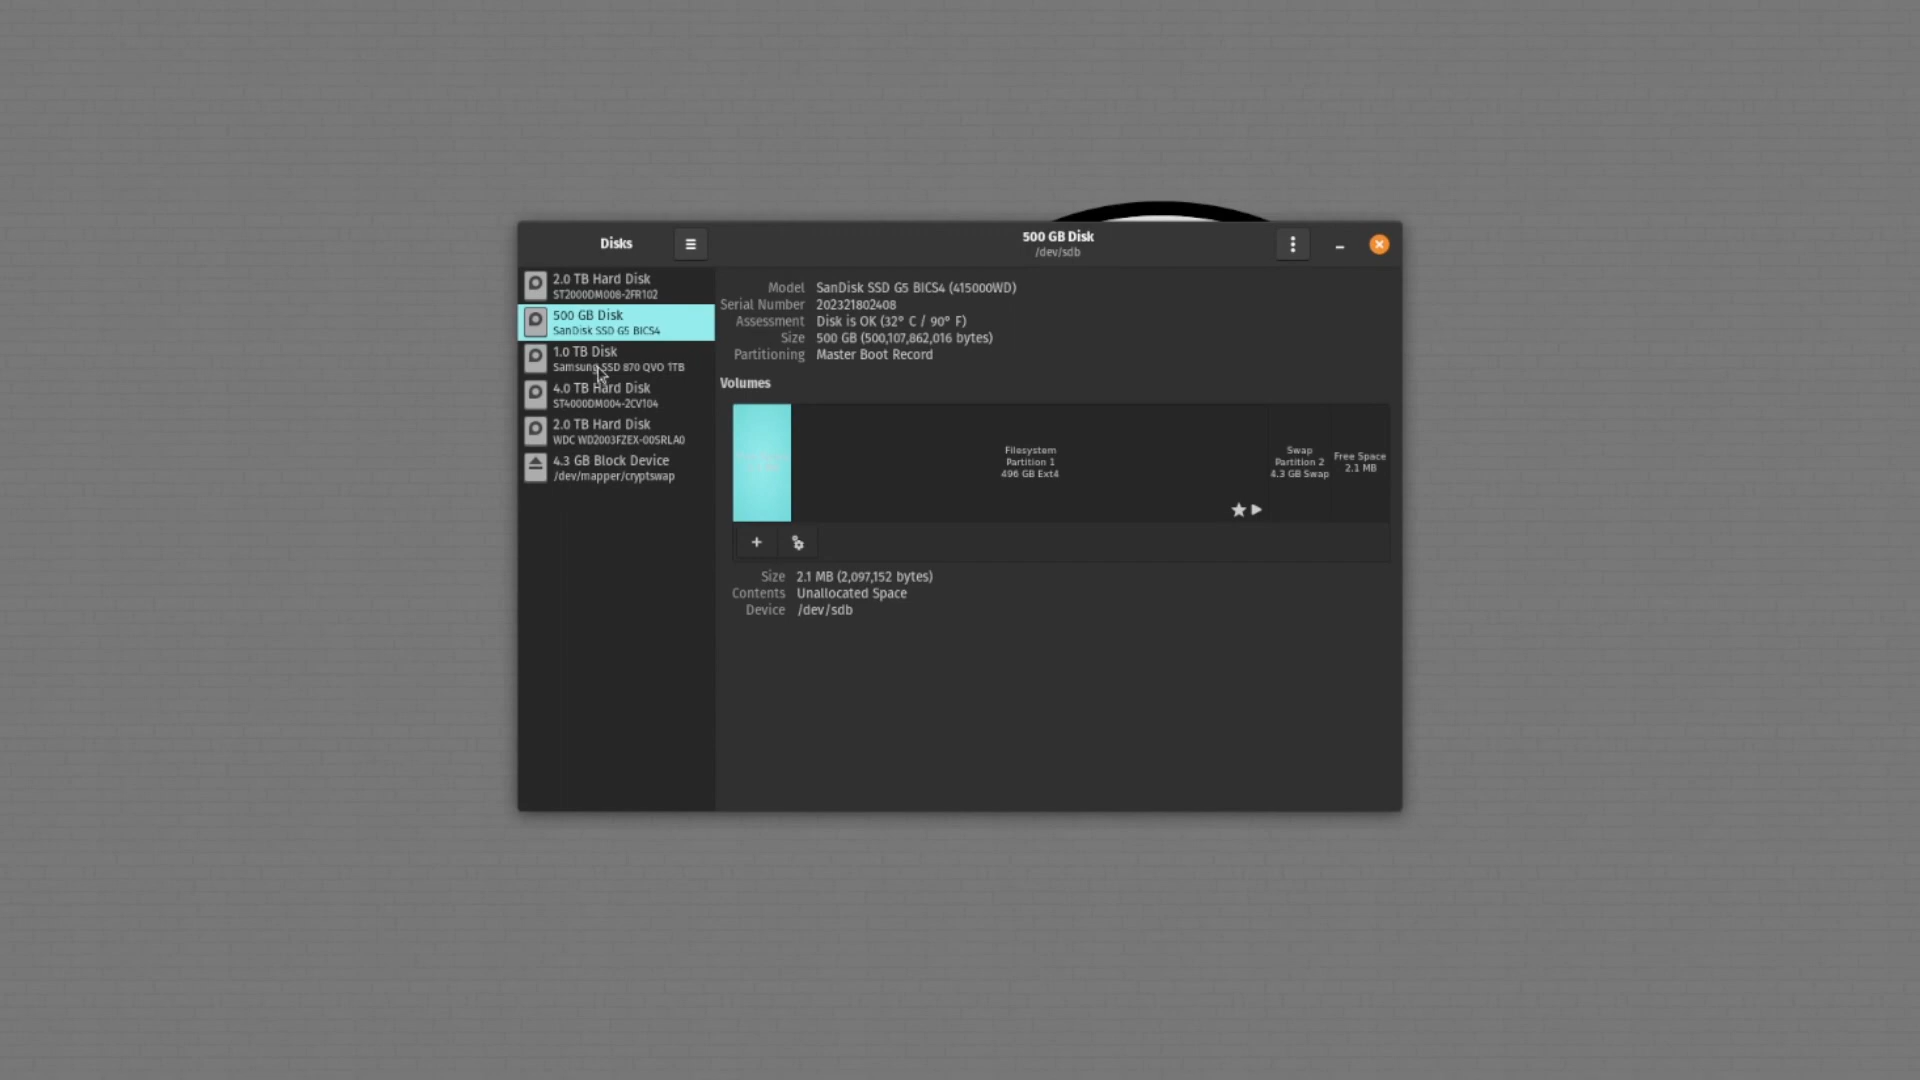 Disks
500 GB Disk
/dev/sdb
2.0 TB Hard Disk
ST2000DM008-2FR102
500 GB Disk
SanDisk SSD G5 BICS4
1.0 TB Disk
Samsung SSD 870 QVO 1TB
4.0 TB Hard Disk
ST4000DM004-2CV104
2.0 TB Hard Disk
WDC WD2003FZEX-00SRLA0
4.3 GB Block Device
/dev/mapper/cryptswap
Model SanDisk SSD G5 BICS4 (415000WD)
Serial Number 202321802408
Assessment Disk is OK (32° C / 90° F)
Size 500 GB (500,107,862,016 bytes)
Partitioning Master Boot Record
Volumes
Filesystem
Partition 1
496 GB Ext4
Swap
Partition 2
4.3 GB Swap
Free Space
2.1 MB
Size 2.1 MB (2,097,152 bytes)
Contents Unallocated Space
Device /dev/sdb